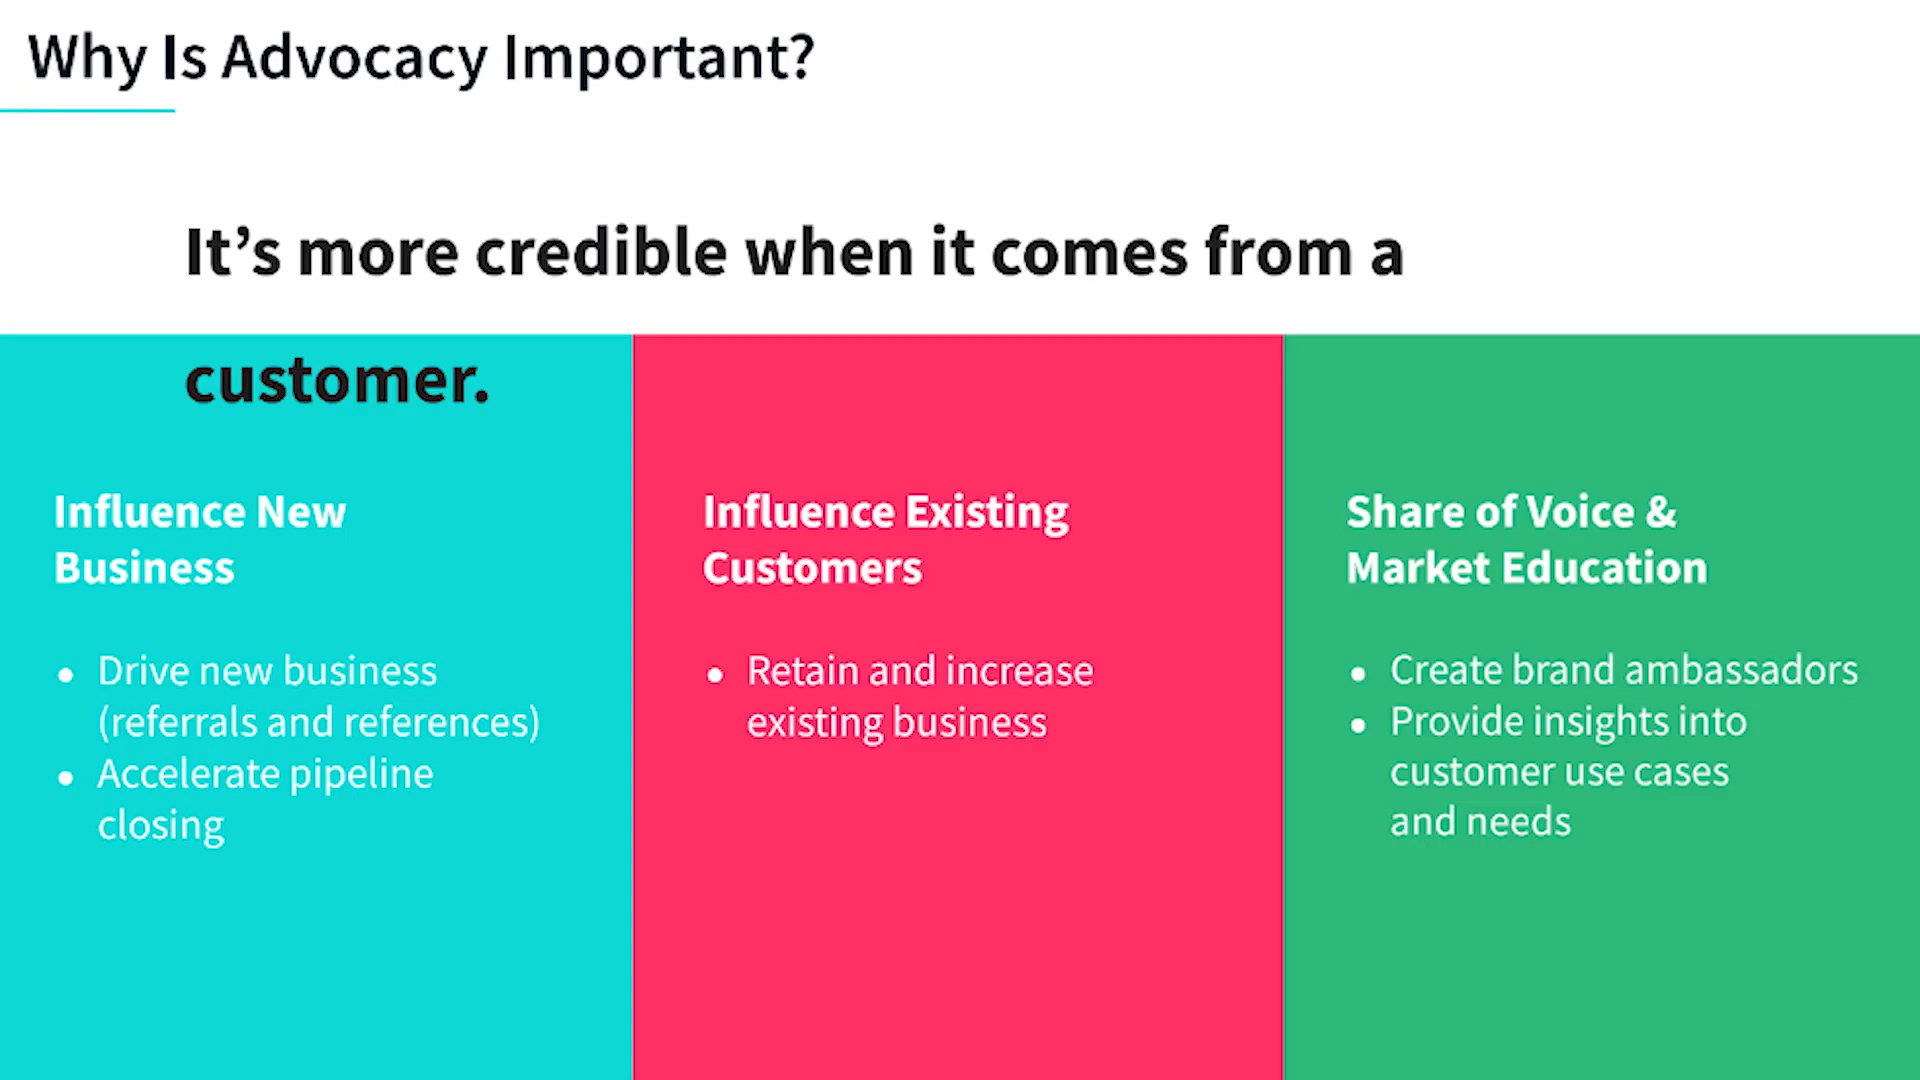 Why Is Advocacy Important?
It’s more credible when it comes from a
customer.
Influence New
Business
• Drive new business
(referrals and references)
• Accelerate pipeline
closing
Influence Existing
Customers
• Retain and increase
existing business
Share of Voice &
Market Education
• Create brand ambassadors
• Provide insights into
customer use cases
and needs